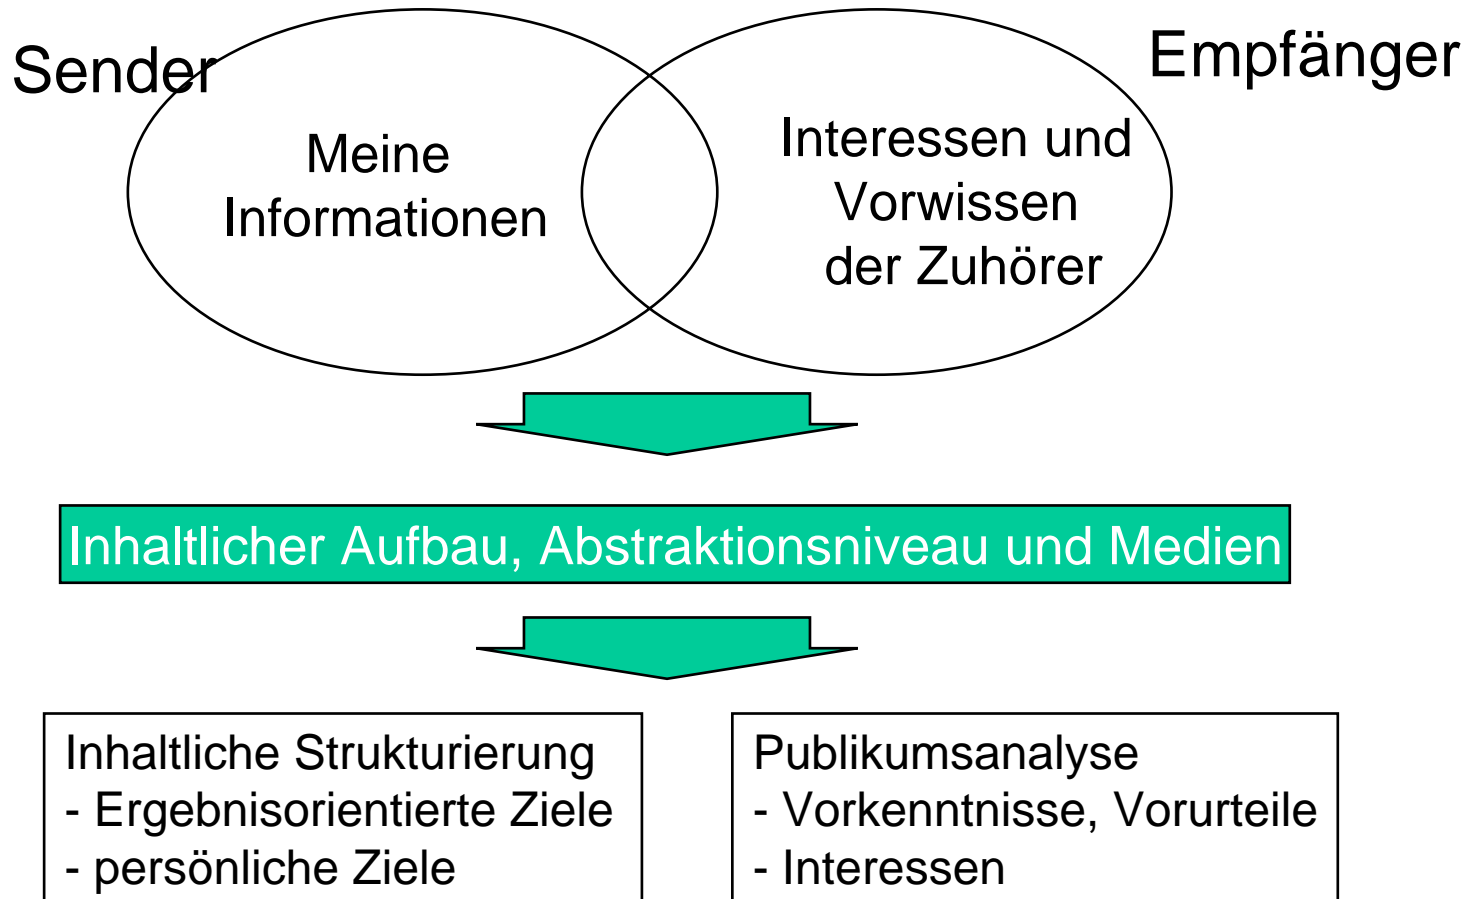 Sender
Empfänger
Meine
Informationen
Interessen und
Vorwissen
der Zuhörer
Inhaltlicher Aufbau, Abstraktionsniveau und Medien
Inhaltliche Strukturierung
- Ergebnisorientierte Ziele
- persönliche Ziele
Publikumsanalyse
- Vorkenntnisse, Vorurteile
- Interessen